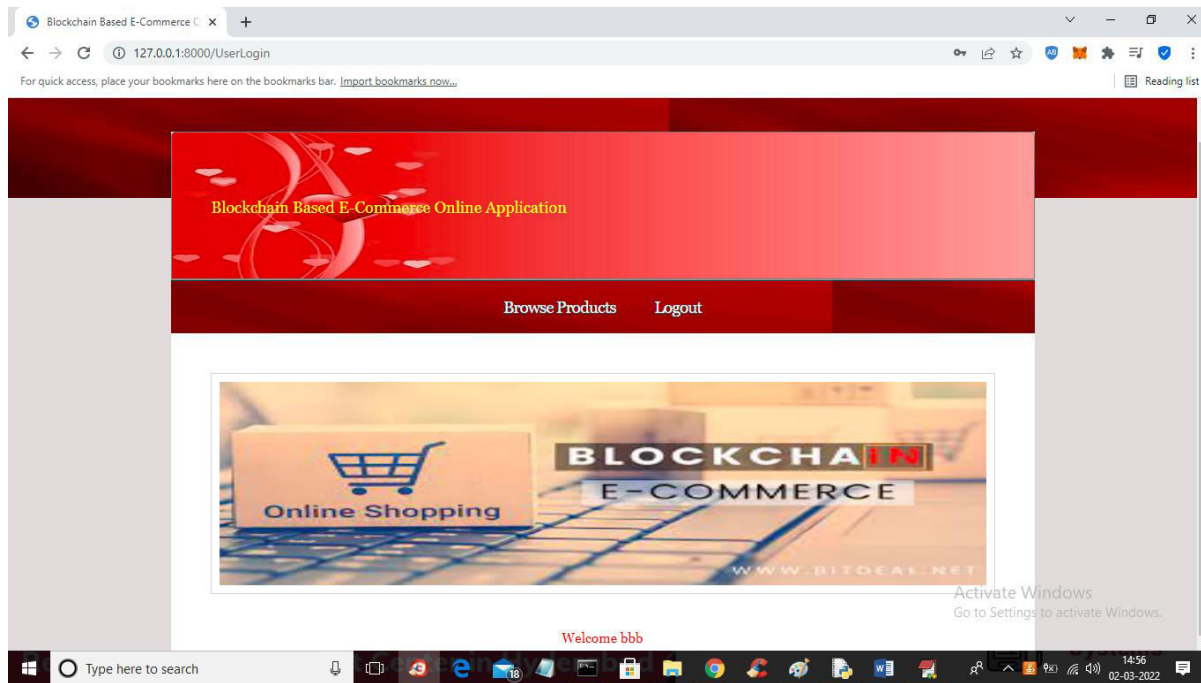 Blockchain Based E-Commerce O
127.0.0.1:8000/UserLogin
For quick access, place your bookmarks here on the bookmarks bar. Import bookmarks now...
Reading list
Blockchain Based E-Commerce Online Application
Browse Products Logout
BLOCKCHAIN
E-COMMERCE
Online Shopping
WWW.BITDEAL.NET
Activate Windows
Go to Settings to activate Windows.
Welcome bbb
Type here to search
18
14:56
02-03-2022